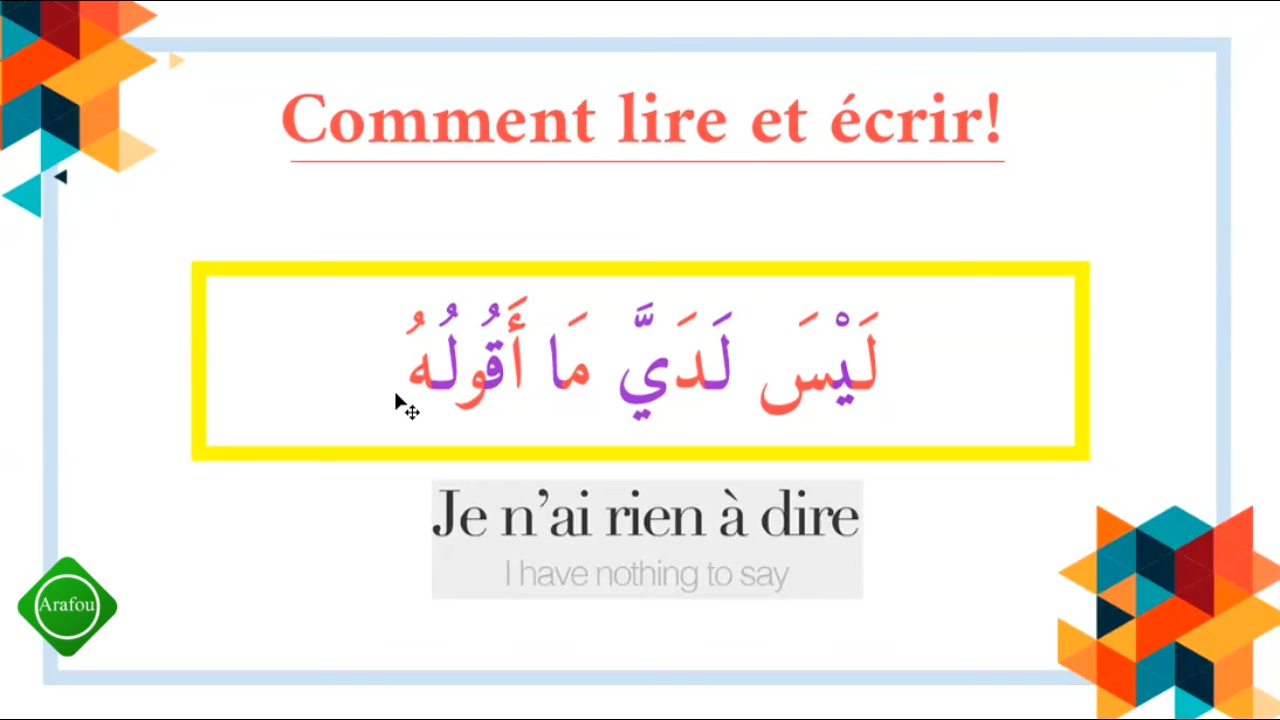 Comment lire et écrir!
لَيْسَ لَدَيَّ مَا أَقُولُهُ
Je n’ai rien à dire
I have nothing to say
Arafou